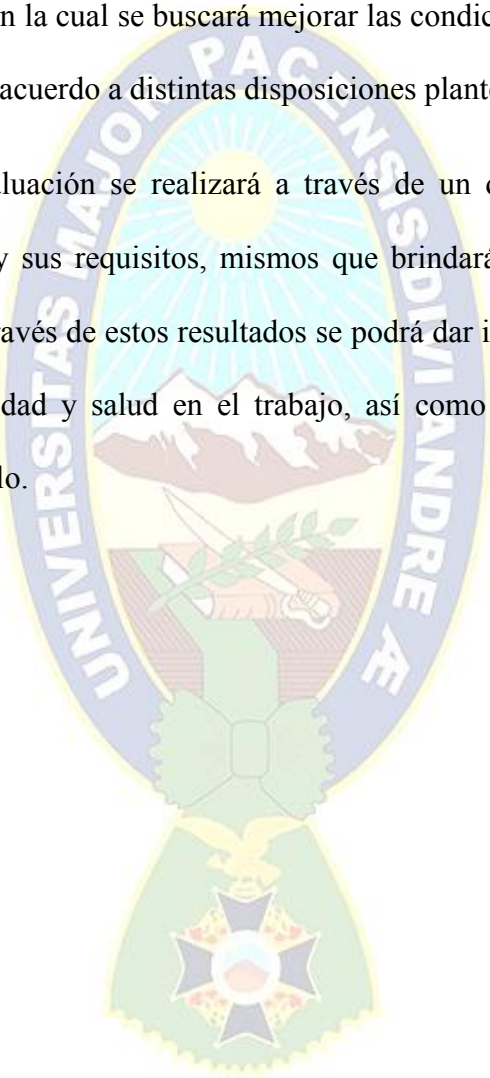 n la cual se buscará mejorar las condic
acuerdo a distintas disposiciones plant
luación se realizará a través de un
y sus requisitos, mismos que brindará
ravés de estos resultados se podrá dar i
dad y salud en el trabajo, así como
lo.
UNIVERSITAS MAJOR PACENSIS DIVI ANDRE Æ